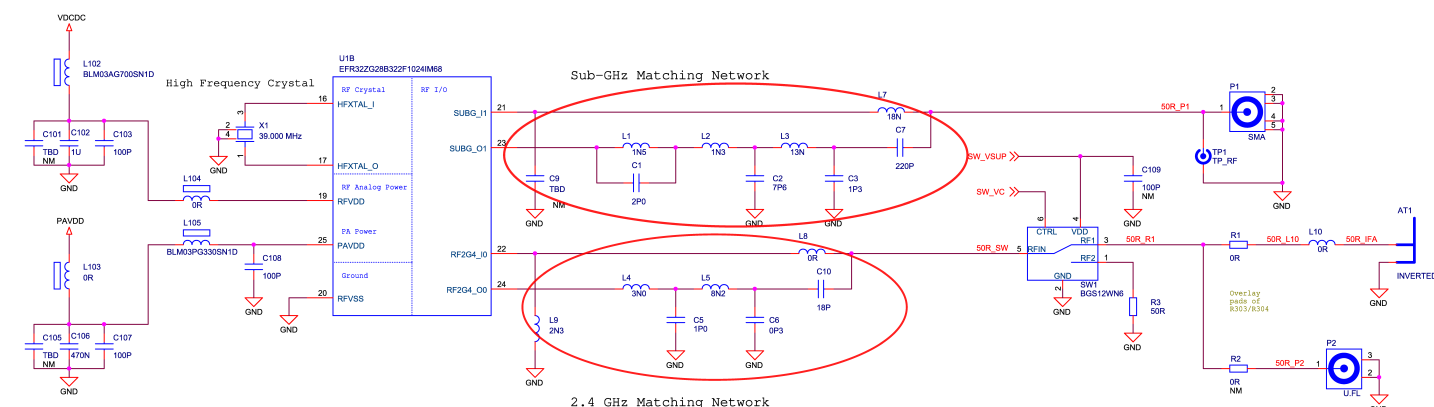 VDCDC
L102
BLM03AG700SN1D
High Frequency Crystal
C101
TBD
NM
C102
1U
C103
100P
GND
3
2
4
1
X1
39.000 MHz
GND
L104
0R
PAVDD
L105
BLM03PG330SN1D
L103
0R
C108
100P
GND
GND
C105
TBD
NM
C106
470N
C107
100P
GND
U1B
EFR32ZG28B322F1024IM68
RF Crystal
RF I/O
16
HFXTAL_I
17
HFXTAL_O
RF Analog Power
19
RFVDD
PA Power
25
PAVDD
Ground
20
RFVSS
SUBG_I1
21
SUBG_O1
23
RF2G4_I0
22
RF2G4_O0
24
Sub-GHz Matching Network
L7
18N
C7
220P
L1
1N5
C1
2P0
L2
1N3
L3
13N
C9
TBD
NM
GND
C2
7P6
GND
C3
1P3
GND
L8
0R
L4
3N0
L5
8N2
C10
18P
L9
2N3
GND
C5
1P0
GND
C6
0P3
GND
2.4 GHz Matching Network
50R_P1
P1
1
2
3
4
5
SMA
TP1
TP_RF
GND
SW_VSUP
SW_VC
C109
100P
NM
GND
50R_SW
6
4
CTRL
VDD
5
RFIN
RF1
3
RF2
1
GND
2
SW1
BGS12WN6
GND
50R_R1
R3
50R
GND
R1
0R
50R_L10
L10
0R
50R_IFA
AT1
INVERTED
GND
Overlay
pads of
R303/R304
R2
0R
NM
50R_P2
P2
1
3
2
U.FL
GND